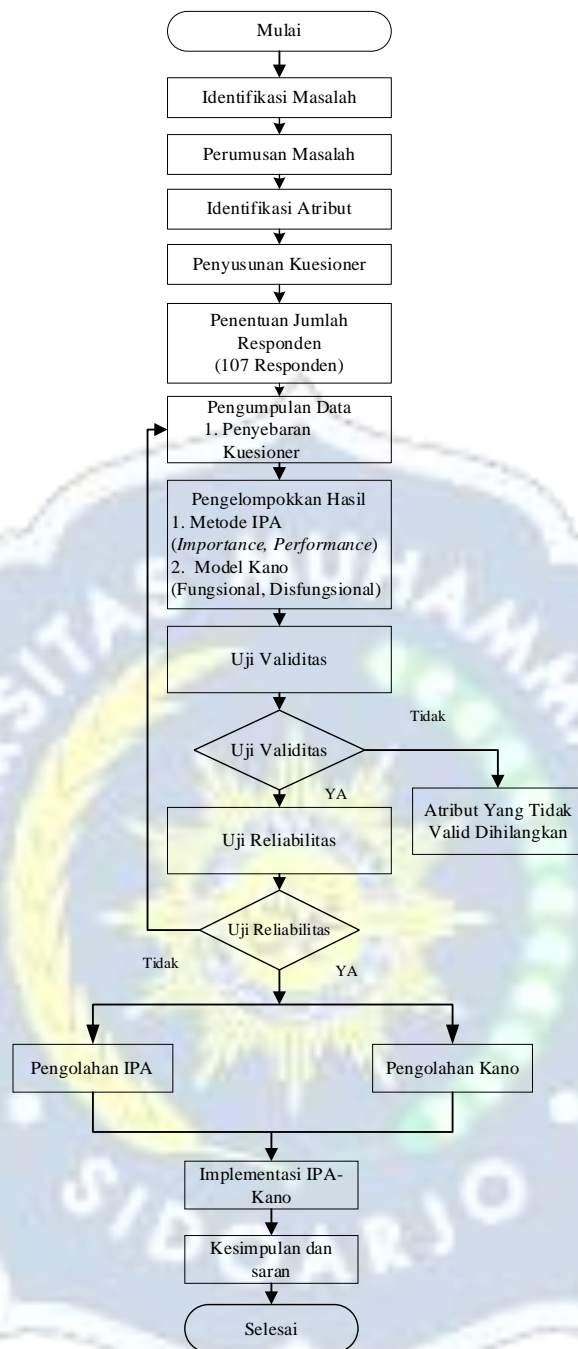 Mulai
Identifikasi Masalah
Perumusan Masalah
Identifikasi Atribut
Penyusunan Kuesioner
Penentuan Jumlah
Responden
(107 Responden)
Pengumpulan Data
1. Penyebaran
Kuesioner
Pengelompokkan Hasil
1. Metode IPA
(Importance, Performance)
2. Model Kano
(Fungsional, Disfungsional)
Uji Validitas
Uji Validitas
Tidak
YA
Atribut Yang Tidak
Valid Dihilangkan
Uji Reliabilitas
Uji Reliabilitas
Tidak
YA
Pengolahan IPA
Pengolahan Kano
Implementasi IPA-
Kano
Kesimpulan dan
saran
Selesai
SIDOARJO